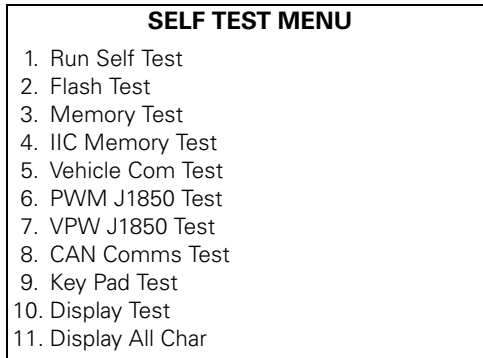 SELF TEST MENU
1. Run Self Test
2. Flash Test
3. Memory Test
4. IIC Memory Test
5. Vehicle Com Test
6. PWM J1850 Test
7. VPW J1850 Test
8. CAN Comms Test
9. Key Pad Test
10. Display Test
11. Display All Char